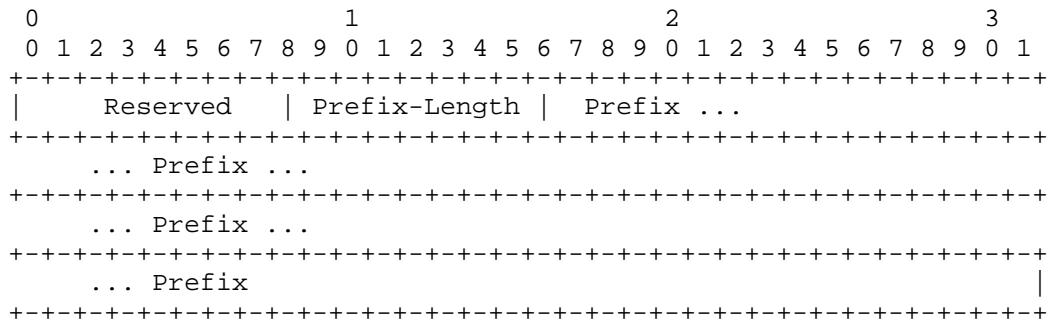 0                   1                   2                   3
 0 1 2 3 4 5 6 7 8 9 0 1 2 3 4 5 6 7 8 9 0 1 2 3 4 5 6 7 8 9 0 1
+-+-+-+-+-+-+-+-+-+-+-+-+-+-+-+-+-+-+-+-+-+-+-+-+-+-+-+-+-+-+-+-+
|     Reserved   | Prefix-Length |  Prefix ...
+-+-+-+-+-+-+-+-+-+-+-+-+-+-+-+-+-+-+-+-+-+-+-+-+-+-+-+-+-+-+-+-+
     ... Prefix ...
+-+-+-+-+-+-+-+-+-+-+-+-+-+-+-+-+-+-+-+-+-+-+-+-+-+-+-+-+-+-+-+-+
     ... Prefix ...
+-+-+-+-+-+-+-+-+-+-+-+-+-+-+-+-+-+-+-+-+-+-+-+-+-+-+-+-+-+-+-+-+
     ... Prefix                                                 |
+-+-+-+-+-+-+-+-+-+-+-+-+-+-+-+-+-+-+-+-+-+-+-+-+-+-+-+-+-+-+-+-+